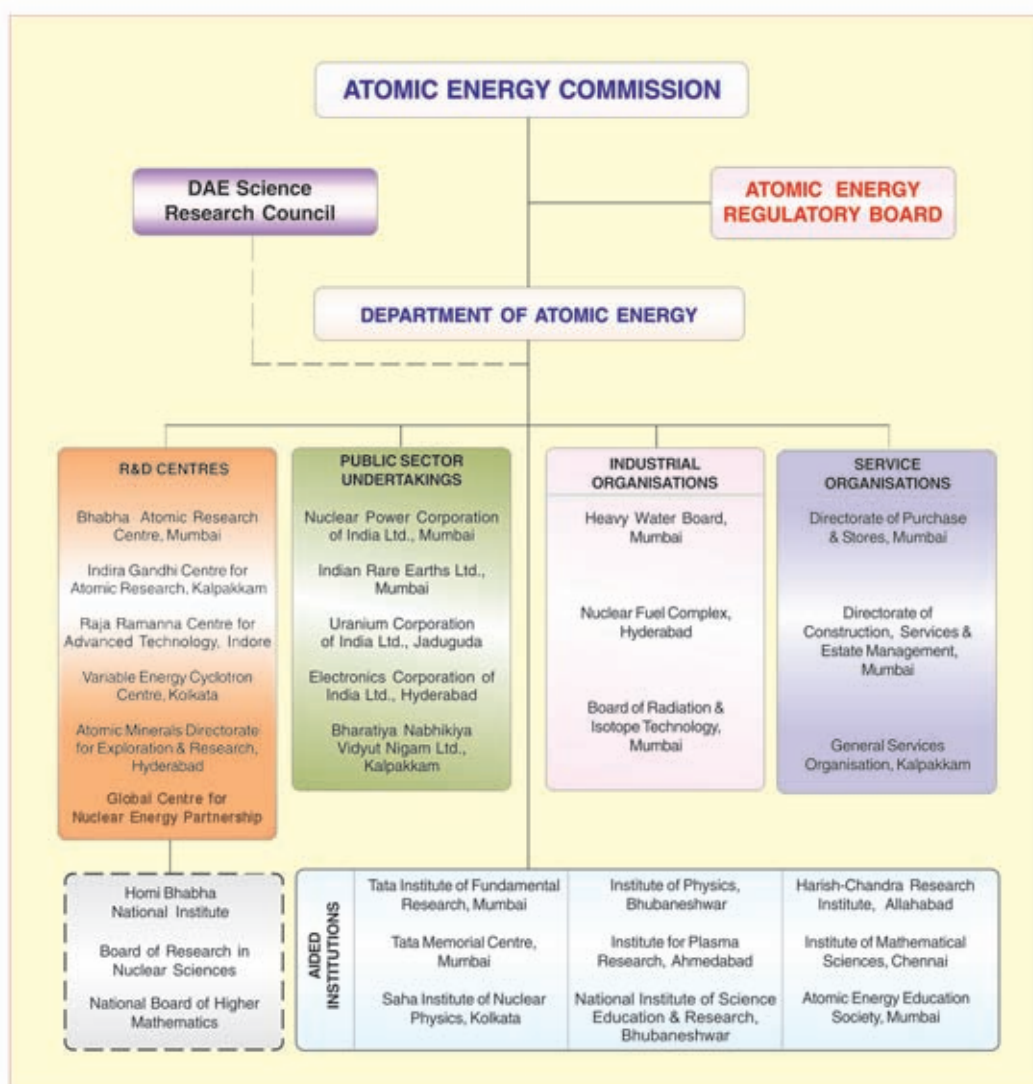 ATOMIC ENERGY COMMISSION
DAE Science
Research Council
ATOMIC ENERGY
REGULATORY BOARD
DEPARTMENT OF ATOMIC ENERGY
R&D CENTRES
Bhabha Atomic Research
Centre, Mumbai
Indira Gandhi Centre for
Atomic Research, Kalpakkam
Raja Ramanna Centre for
Advanced Technology, Indore
Variable Energy Cyclotron
Centre, Kolkata
Atomic Minerals Directorate
for Exploration & Research,
Hyderabad
Global Centre for
Nuclear Energy Partnership
PUBLIC SECTOR
UNDERTAKINGS
Nuclear Power Corporation
of India Ltd., Mumbai
Indian Rare Earths Ltd.,
Mumbai
Uranium Corporation
of India Ltd., Jaduguda
Electronics Corporation of
India Ltd., Hyderabad
Bharatiya Nabhikiya
Vidyut Nigam Ltd.,
Kalpakkam
INDUSTRIAL
ORGANISATIONS
Heavy Water Board,
Mumbai
Nuclear Fuel Complex,
Hyderabad
Board of Radiation &
Isotope Technology,
Mumbai
SERVICE
ORGANISATIONS
Directorate of Purchase
& Stores, Mumbai
Directorate of
Construction, Services &
Estate Management,
Mumbai
General Services
Organisation, Kalpakkam
Homi Bhabha
National Institute
Board of Research in
Nuclear Sciences
National Board of Higher
Mathematics
AIDED
INSTITUTIONS
Tata Institute of Fundamental
Research, Mumbai
Tata Memorial Centre,
Mumbai
Saha Institute of Nuclear
Physics, Kolkata
Institute of Physics,
Bhubaneshwar
Institute for Plasma
Research, Ahmedabad
National Institute of Science
Education & Research,
Bhubaneshwar
Harish-Chandra Research
Institute, Allahabad
Institute of Mathematical
Sciences, Chennai
Atomic Energy Education
Society, Mumbai